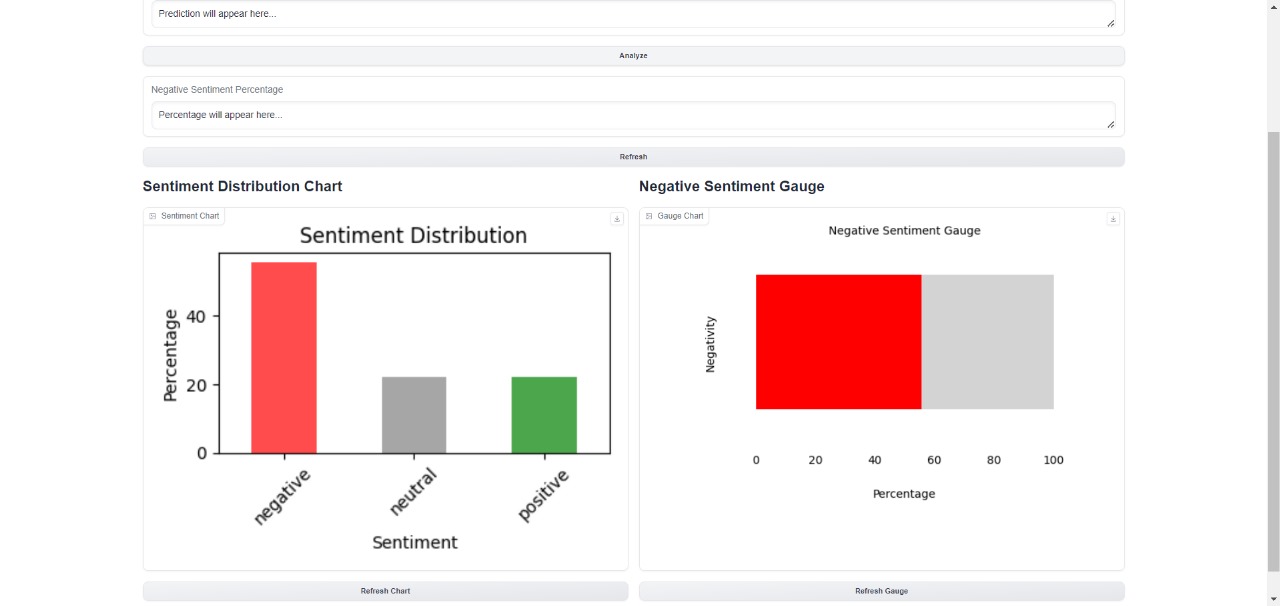 Prediction will appear here...
Analyze
Negative Sentiment Percentage
Percentage will appear here...
Refresh
Sentiment Distribution Chart
Sentiment Chart
Sentiment Distribution
Percentage
40
20
0
negative
neutral
positive
Sentiment
Refresh Chart
Negative Sentiment Gauge
Gauge Chart
Negative Sentiment Gauge
Negativity
0 20 40 60 80 100
Percentage
Refresh Gauge